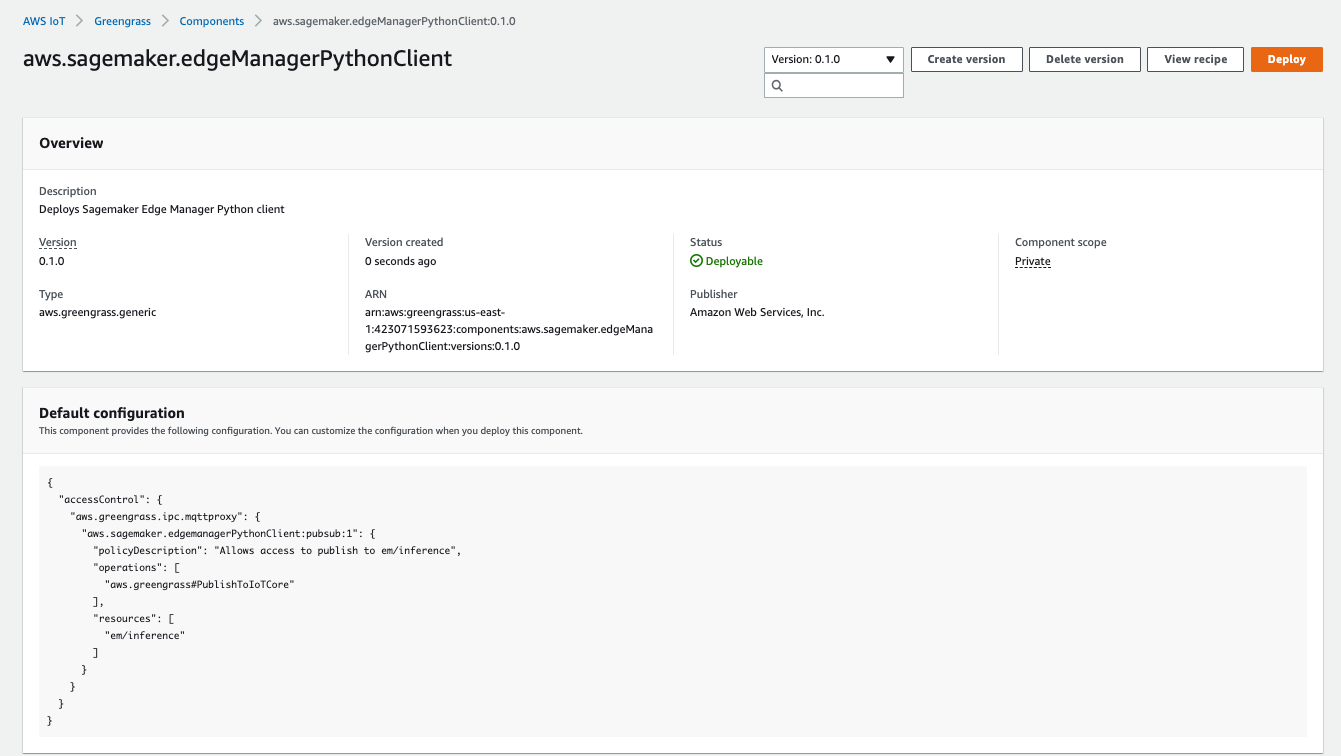 AWS IoT > Greengrass > Components > aws.sagemaker.edgeManagerPythonClient:0.1.0
aws.sagemaker.edgeManagerPythonClient
Version: 0.1.0
Create version
Delete version
View recipe
Deploy
Overview
Description
Deploys Sagemaker Edge Manager Python client
Version
0.1.0
Version created
0 seconds ago
Status
Deployable
Component scope
Private
Type
aws.greengrass.generic
ARN
arn:aws:greengrass:us-east-
1:423071593623:components:aws.sagemaker.edgeMana
gerPythonClient:versions:0.1.0
Publisher
Amazon Web Services, Inc.
Default configuration
This component provides the following configuration. You can customize the configuration when you deploy this component.
{
  "accessControl": {
    "aws.greengrass.ipc.mqttproxy": {
      "aws.sagemaker.edgemanagerPythonClient:pubsub:1": {
        "policyDescription": "Allows access to publish to em/inference",
        "operations": [
          "aws.greengrass#PublishToIoTCore"
        ],
        "resources": [
          "em/inference"
        ]
      }
    }
  }
}